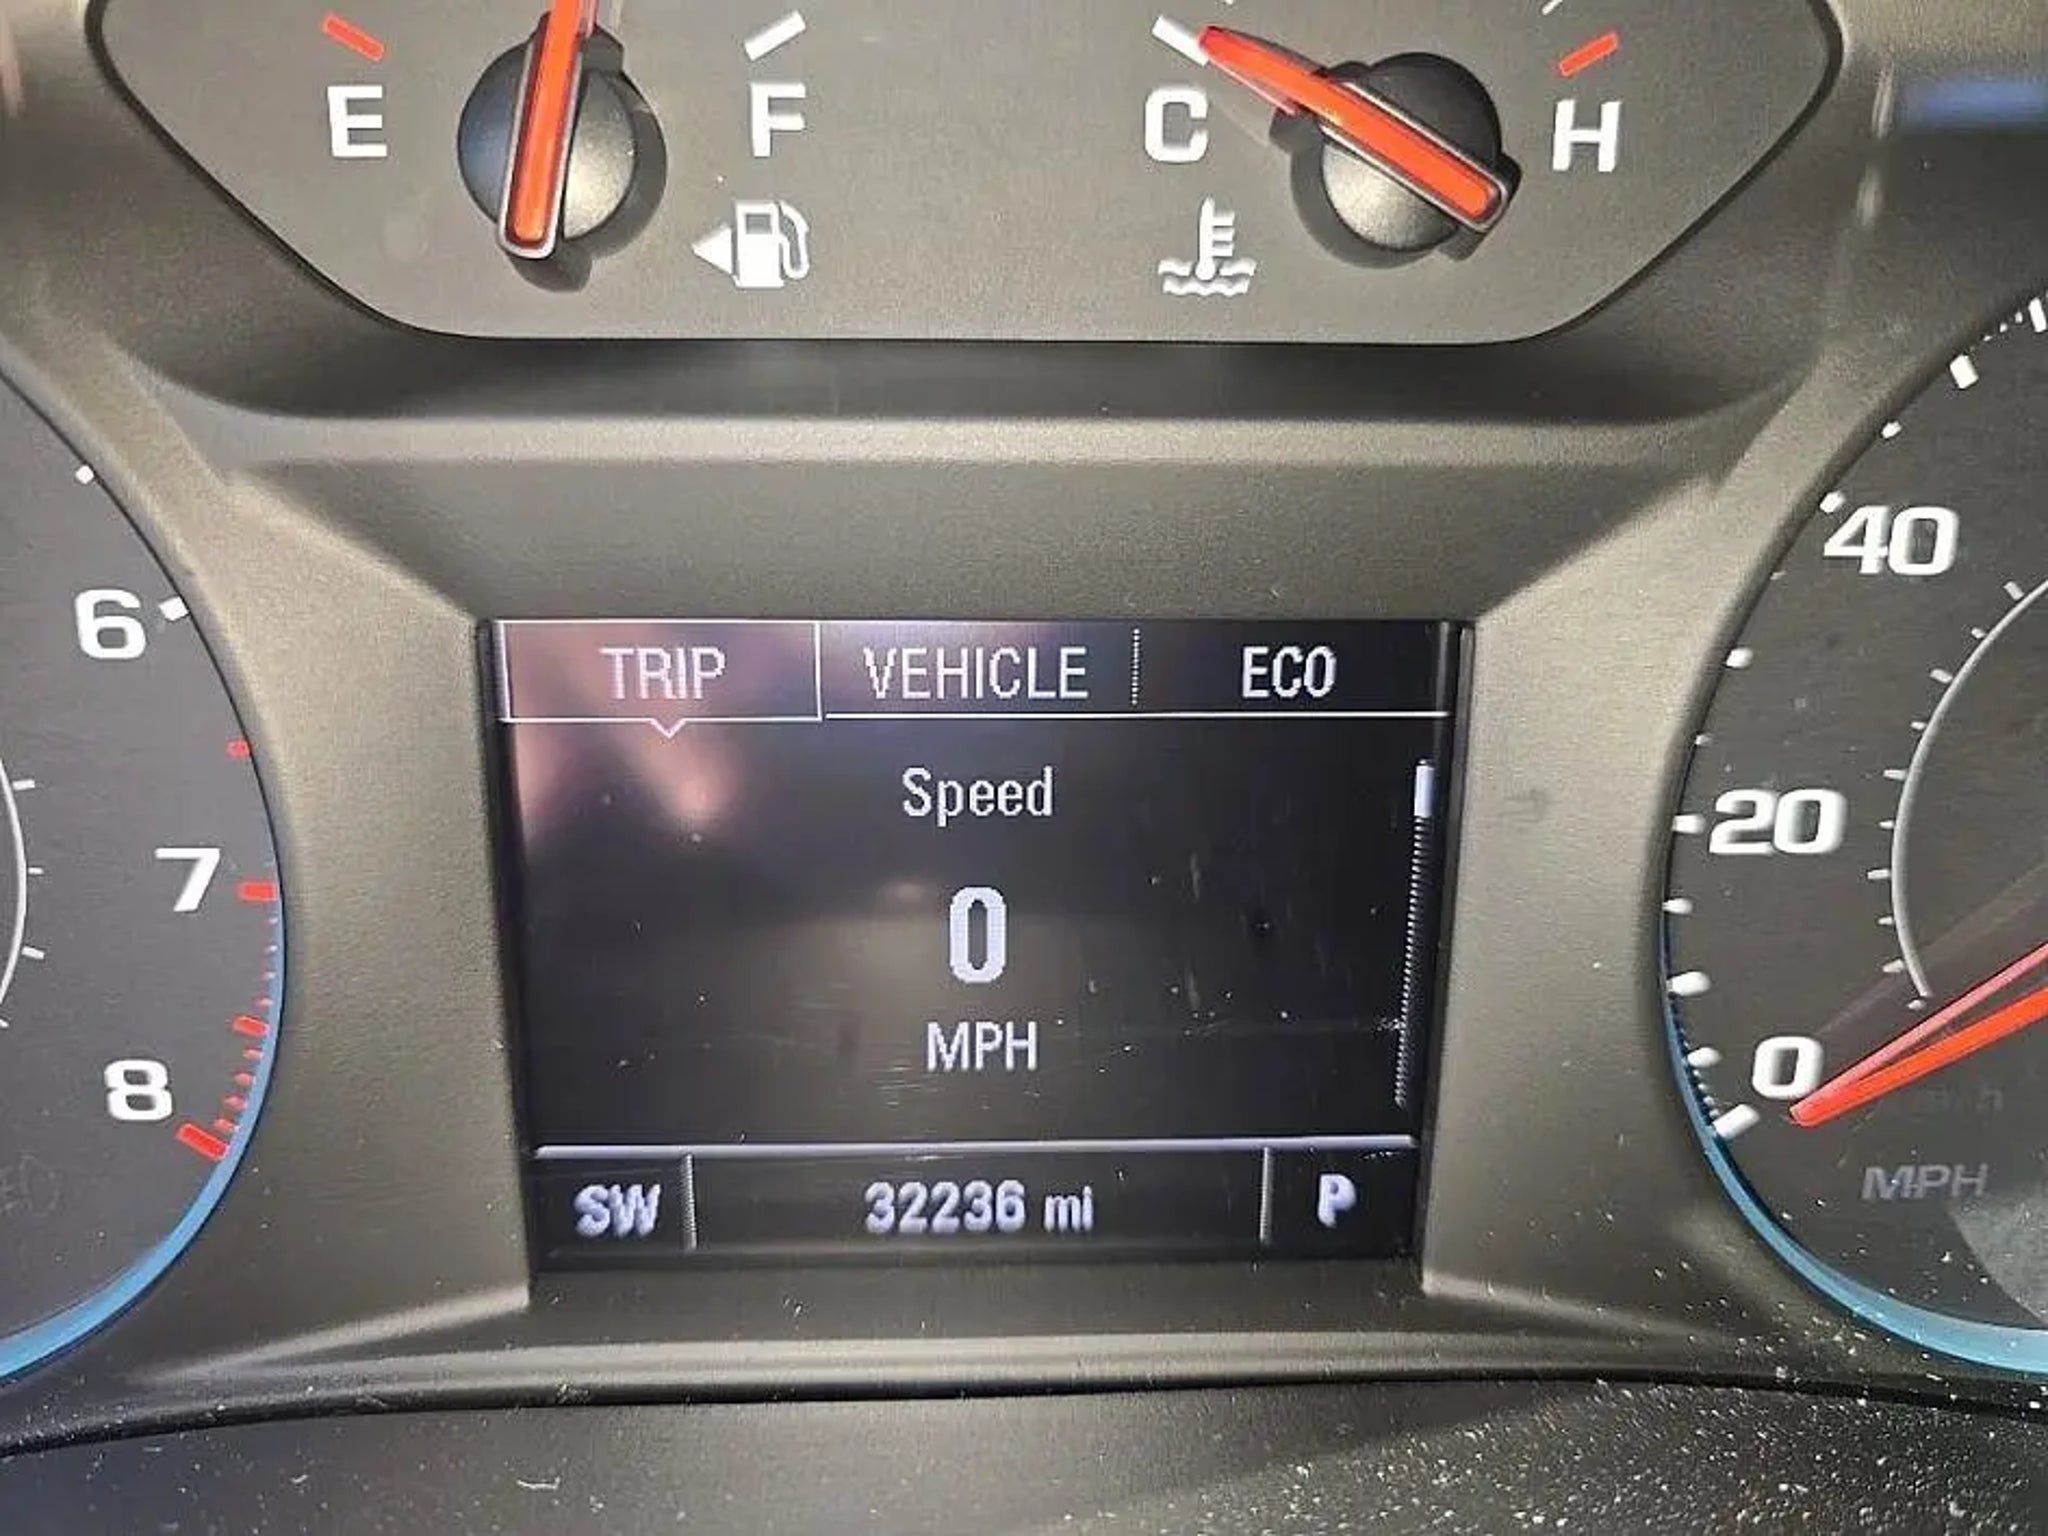 E F C H
6 40
TRIP VEHICLE ECO
Speed
7 20
0
MPH
8 0
SW 32236 mi P
MPH